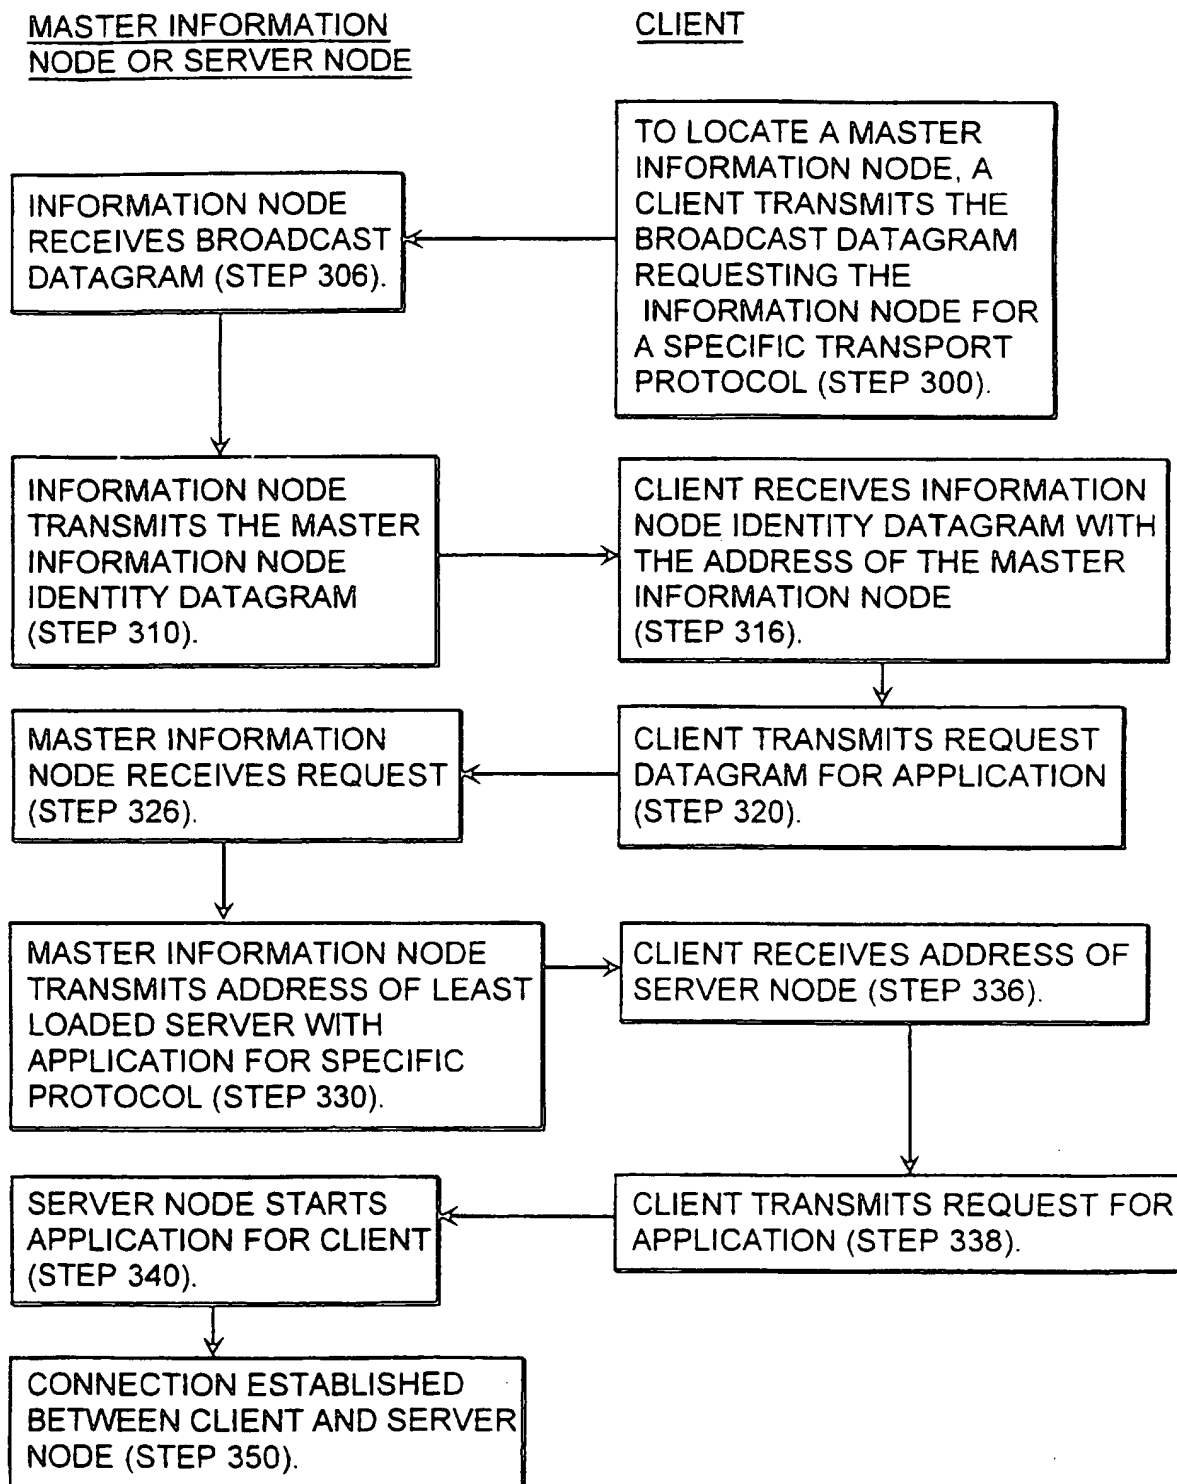 MASTER INFORMATION
NODE OR SERVER NODE
CLIENT
TO LOCATE A MASTER
INFORMATION NODE, A
CLIENT TRANSMITS THE
BROADCAST DATAGRAM
REQUESTING THE
INFORMATION NODE FOR
A SPECIFIC TRANSPORT
PROTOCOL (STEP 300).
INFORMATION NODE
RECEIVES BROADCAST
DATAGRAM (STEP 306).
INFORMATION NODE
TRANSMITS THE MASTER
INFORMATION NODE
IDENTITY DATAGRAM
(STEP 310).
CLIENT RECEIVES INFORMATION
NODE IDENTITY DATAGRAM WITH
THE ADDRESS OF THE MASTER
INFORMATION NODE
(STEP 316).
CLIENT TRANSMITS REQUEST
DATAGRAM FOR APPLICATION
(STEP 320).
MASTER INFORMATION
NODE RECEIVES REQUEST
(STEP 326).
MASTER INFORMATION NODE
TRANSMITS ADDRESS OF LEAST
LOADED SERVER WITH
APPLICATION FOR SPECIFIC
PROTOCOL (STEP 330).
CLIENT RECEIVES ADDRESS OF
SERVER NODE (STEP 336).
CLIENT TRANSMITS REQUEST FOR
APPLICATION (STEP 338).
SERVER NODE STARTS
APPLICATION FOR CLIENT
(STEP 340).
CONNECTION ESTABLISHED
BETWEEN CLIENT AND SERVER
NODE (STEP 350).